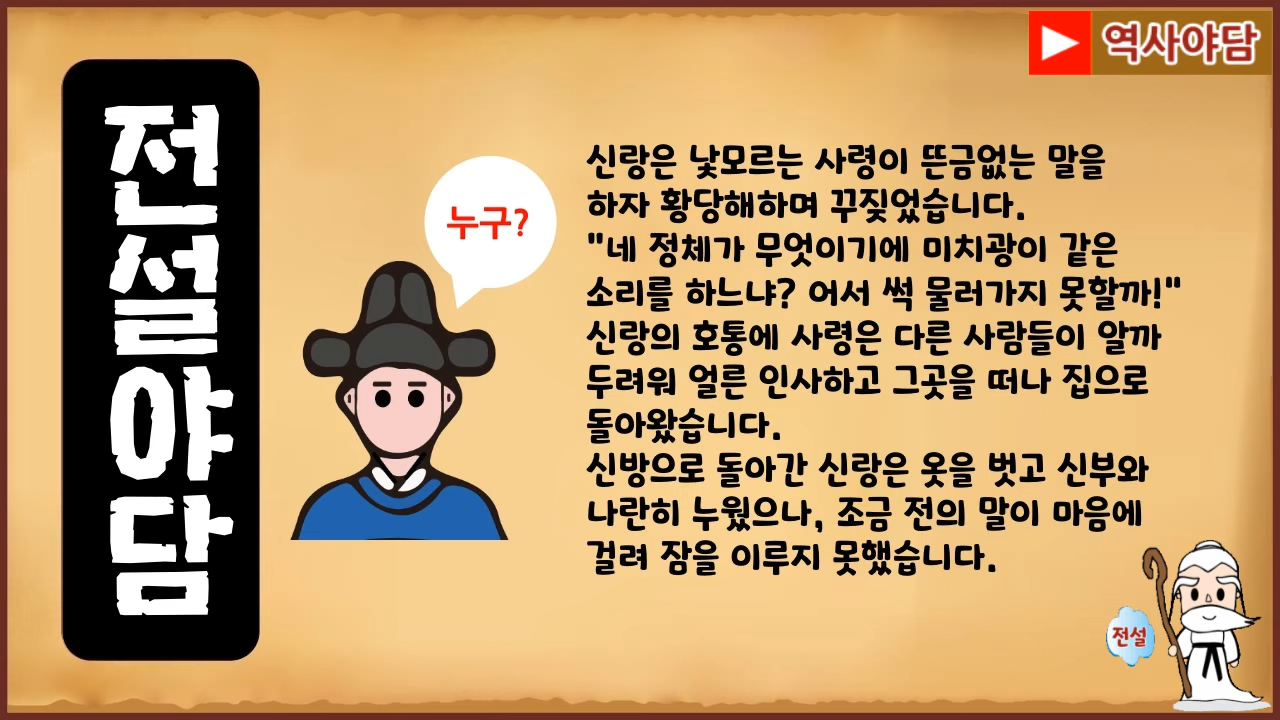 역사야담
전설야담
누구?
신랑은 낯모르는 사령이 뜬금없는 말을
하자 황당해하며 꾸짖었습니다.
"네 정체가 무엇이기에 미치광이 같은
소리를 하느냐? 어서 썩 물러가지 못할까!"
신랑의 호통에 사령은 다른 사람들이 알까
두려워 얼른 인사하고 그곳을 떠나 집으로
돌아왔습니다.
신방으로 돌아간 신랑은 옷을 벗고 신부와
나란히 누웠으나, 조금 전의 말이 마음에
걸려 잠을 이루지 못했습니다.
전설